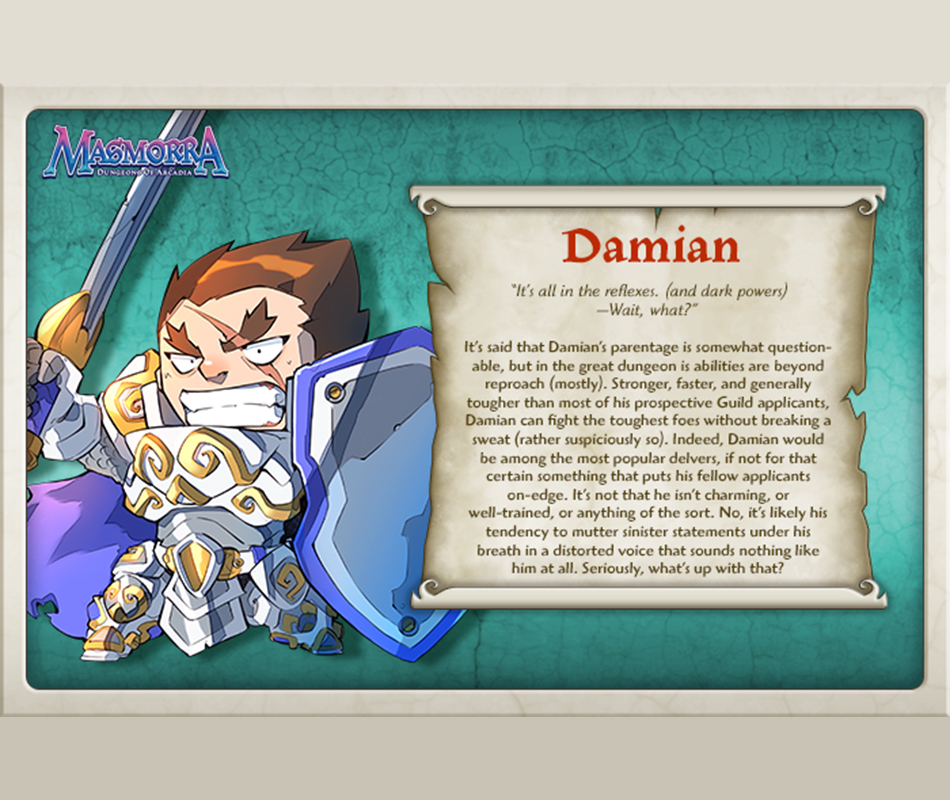 MASMORRA
DUNGEONS OF ARCADIA
Damian
"It's all in the reflexes. (and dark powers)
—Wait, what?"
It's said that Damian's parentage is somewhat question-
able, but in the great dungeon is abilities are beyond
reproach (mostly). Stronger, faster, and generally
tougher than most of his prospective Guild applicants,
Damian can fight the toughest foes without breaking a
sweat (rather suspiciously so). Indeed, Damian would
be among the most popular delvers, if not for that
certain something that puts his fellow applicants
on-edge. It's not that he isn't charming, or
well-trained, or anything of the sort. No, it's likely his
tendency to mutter sinister statements under his
breath in a distorted voice that sounds nothing like
him at all. Seriously, what's up with that?